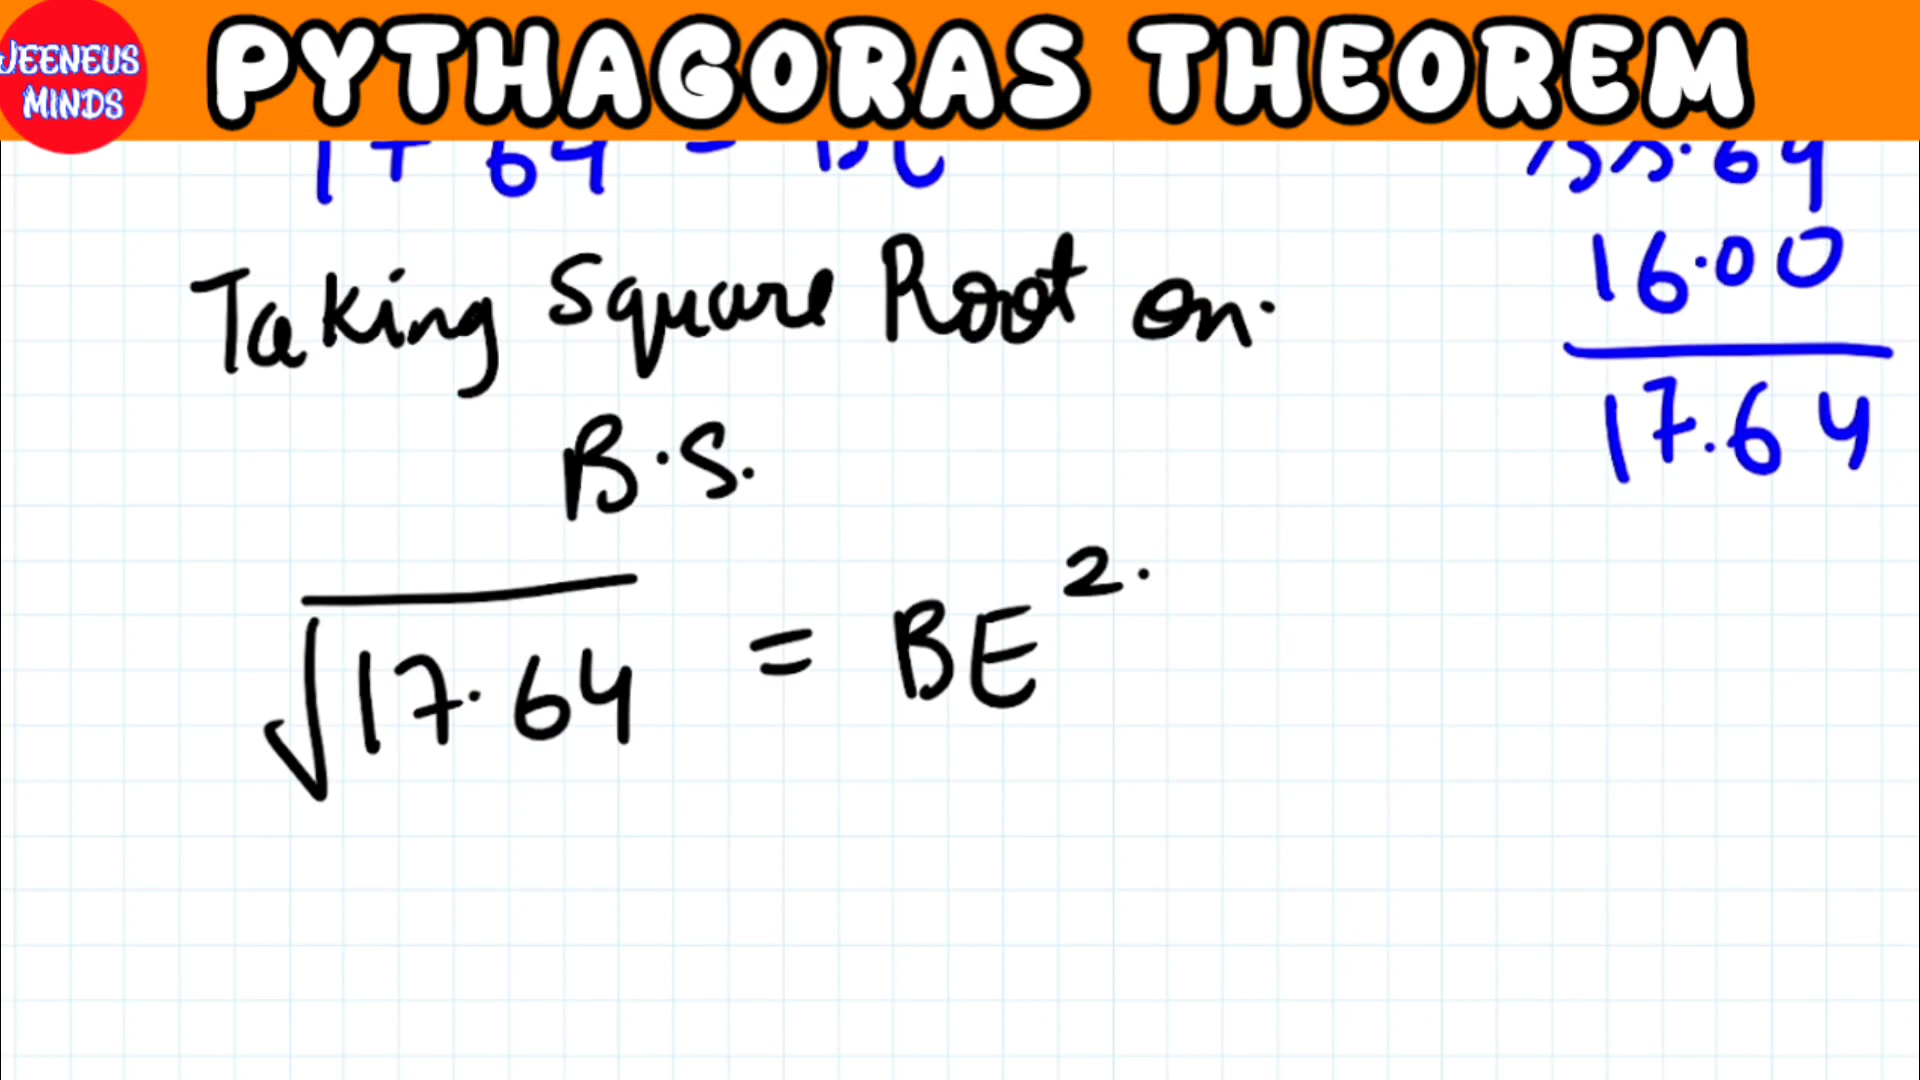 JEENEUS
MINDS
PYTHAGORAS THEOREM
Taking Square Root on.
B.S.
√17.64 = BE².
16.00
17.64